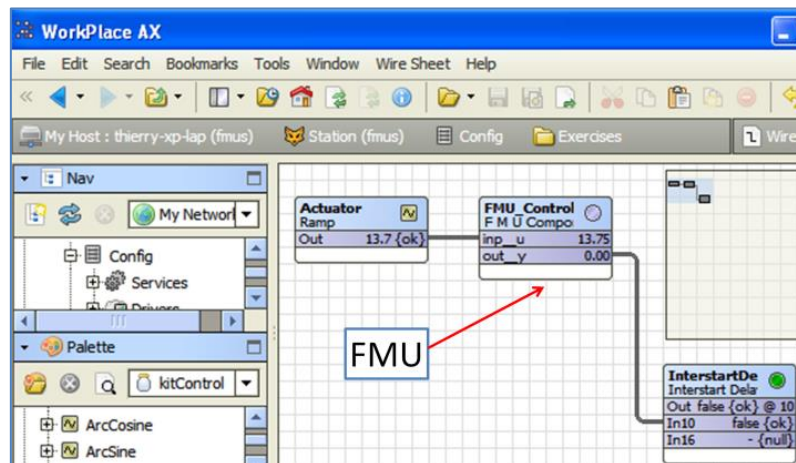 WorkPlace AX
File Edit Search Bookmarks Tools Window Wire Sheet Help
My Host : thierry-xp-lap (fmus) Station (fmus) Config Exercises Wire
Nav
My Networ
Config
Services
Drivers
Palette
kitControl
ArcCosine
ArcSine
Actuator
Ramp
Out 13.7 {ok}
FMU_Control
F M U Compo
inp__u 13.75
out__y 0.00
FMU
InterstartDe
Interstart Dela
Out false {ok} @ 10
In10 false {ok}
In16 - {null}